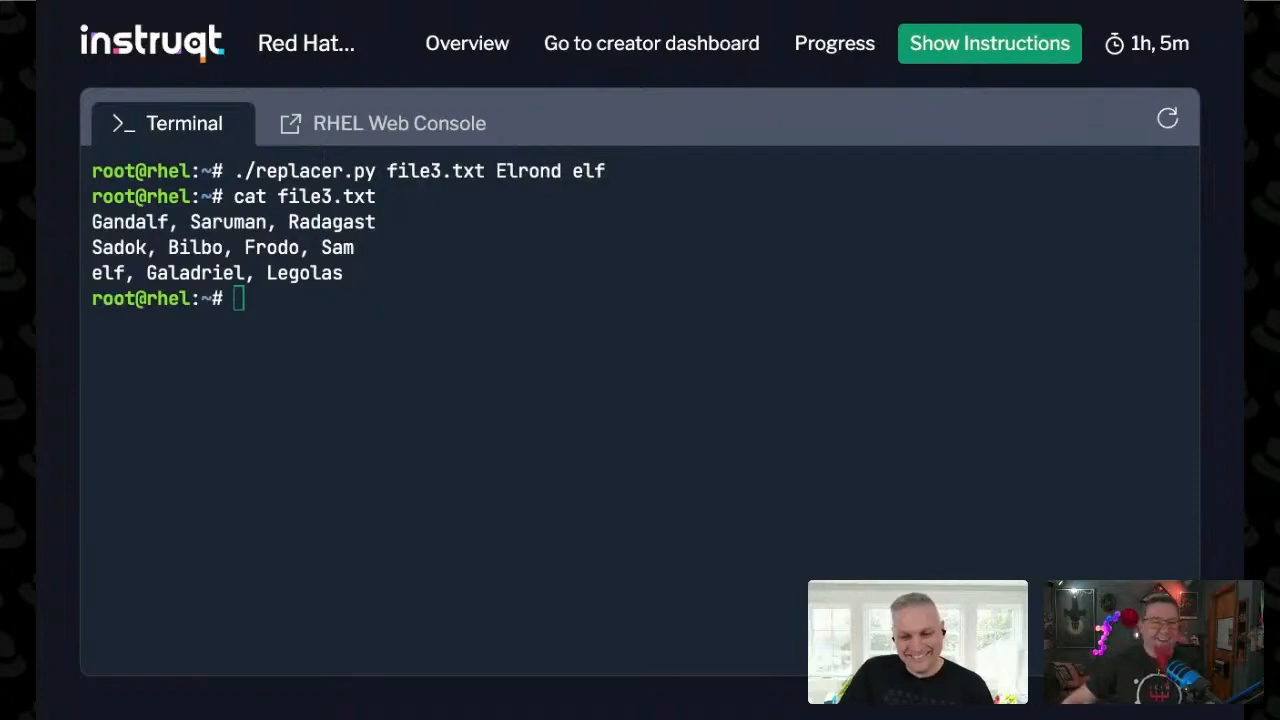 instruqt Red Hat... Overview Go to creator dashboard Progress Show Instructions 1h, 5m
>_ Terminal RHEL Web Console
root@rhel:~# ./replacer.py file3.txt Elrond elf
root@rhel:~# cat file3.txt
Gandalf, Saruman, Radagast
Sadok, Bilbo, Frodo, Sam
elf, Galadriel, Legolas
root@rhel:~#